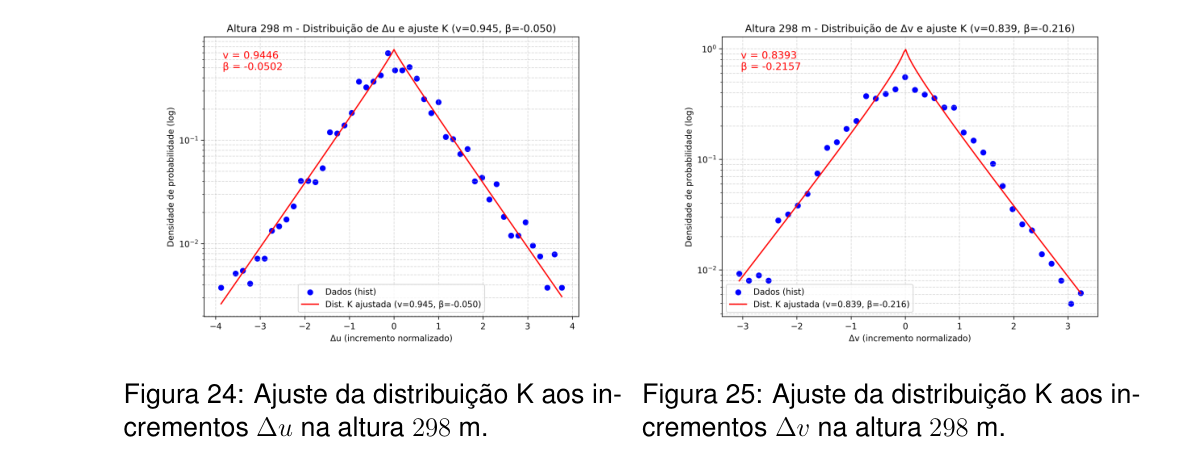 Altura 298 m - Distribuição de Δu e ajuste K (v=0.945, β=-0.050)
v = 0.9446
β = -0.0502
Densidade de probabilidade (log)
10⁻¹
10⁻²
−4 −3 −2 −1 0 1 2 3 4
Δu (incremento normalizado)
Dados (hist)
Dist. K ajustada (v=0.945, β=-0.050)
Altura 298 m - Distribuição de Δv e ajuste K (v=0.839, β=-0.216)
v = 0.8393
β = -0.2157
Densidade de probabilidade (log)
10⁰
10⁻¹
10⁻²
−3 −2 −1 0 1 2 3
Δv (incremento normalizado)
Dados (hist)
Dist. K ajustada (v=0.839, β=-0.216)
Figura 24: Ajuste da distribuição K aos in-
crementos Δu na altura 298 m.
Figura 25: Ajuste da distribuição K aos in-
crementos Δv na altura 298 m.